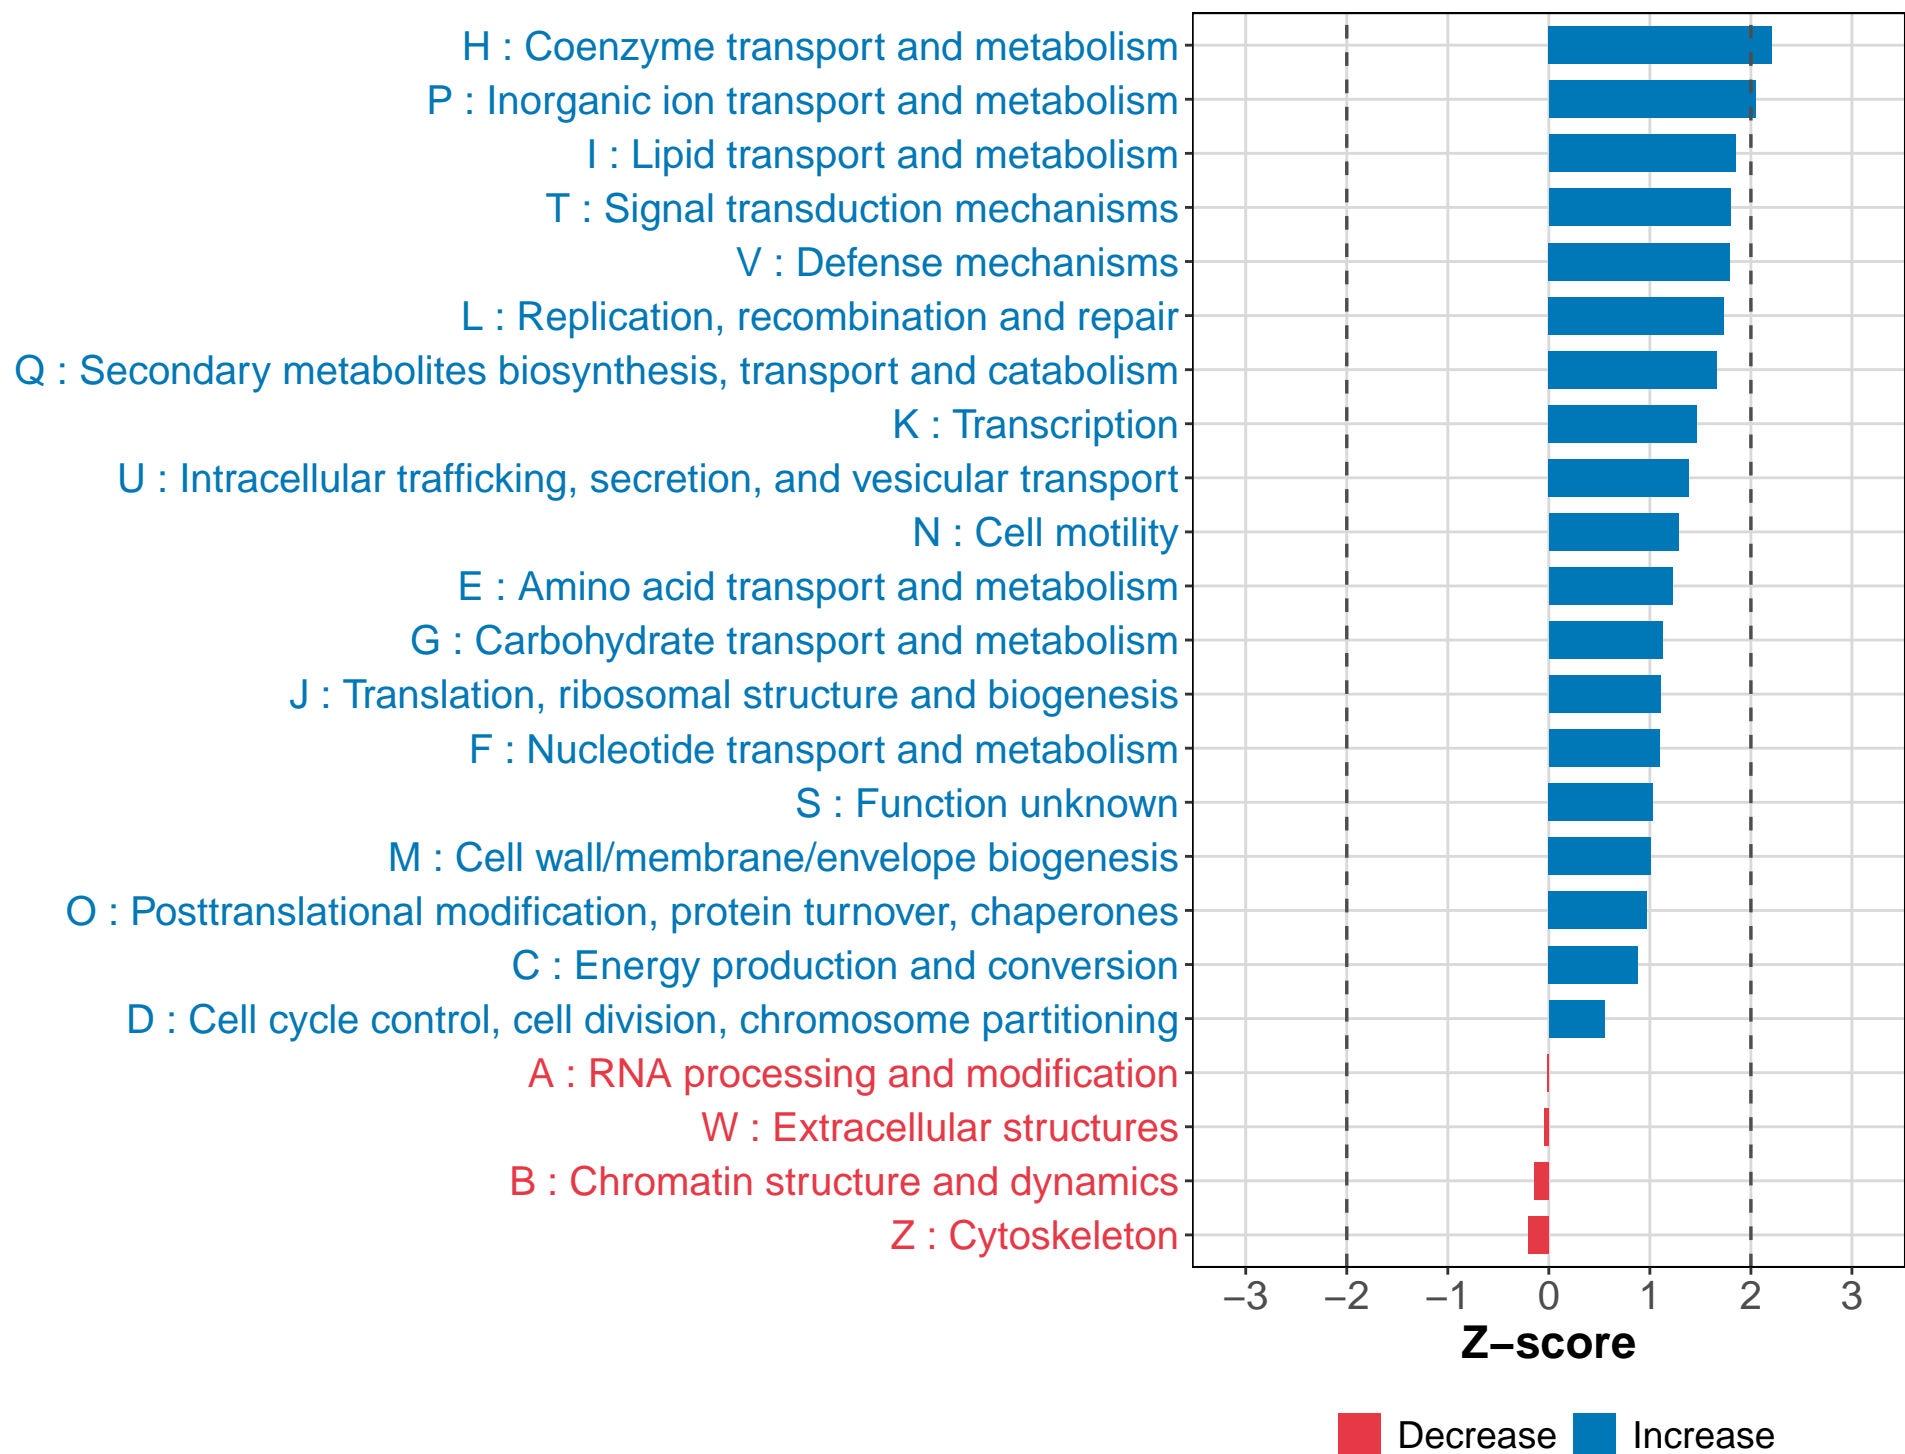 H : Coenzyme transport and metabolism
P : Inorganic ion transport and metabolism
I : Lipid transport and metabolism
T : Signal transduction mechanisms
V : Defense mechanisms
L : Replication, recombination and repair
Q : Secondary metabolites biosynthesis, transport and catabolism
K : Transcription
U : Intracellular trafficking, secretion, and vesicular transport
N : Cell motility
E : Amino acid transport and metabolism
G : Carbohydrate transport and metabolism
J : Translation, ribosomal structure and biogenesis
F : Nucleotide transport and metabolism
S : Function unknown
M : Cell wall/membrane/envelope biogenesis
O : Posttranslational modification, protein turnover, chaperones
C : Energy production and conversion
D : Cell cycle control, cell division, chromosome partitioning
A : RNA processing and modification
W : Extracellular structures
B : Chromatin structure and dynamics
Z : Cytoskeleton
−3 −2 −1 0 1 2 3
Z−score
Decrease Increase